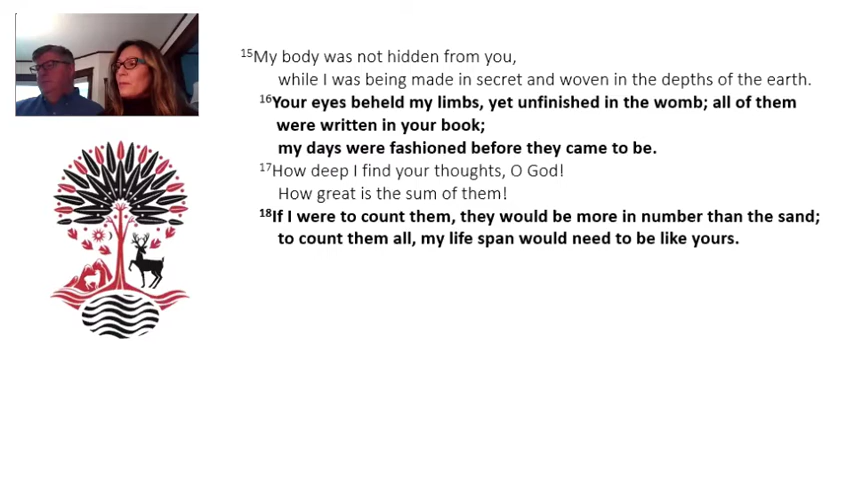 15My body was not hidden from you,
while I was being made in secret and woven in the depths of the earth.
16Your eyes beheld my limbs, yet unfinished in the womb; all of them
were written in your book;
my days were fashioned before they came to be.
17How deep I find your thoughts, O God!
How great is the sum of them!
18If I were to count them, they would be more in number than the sand;
to count them all, my life span would need to be like yours.